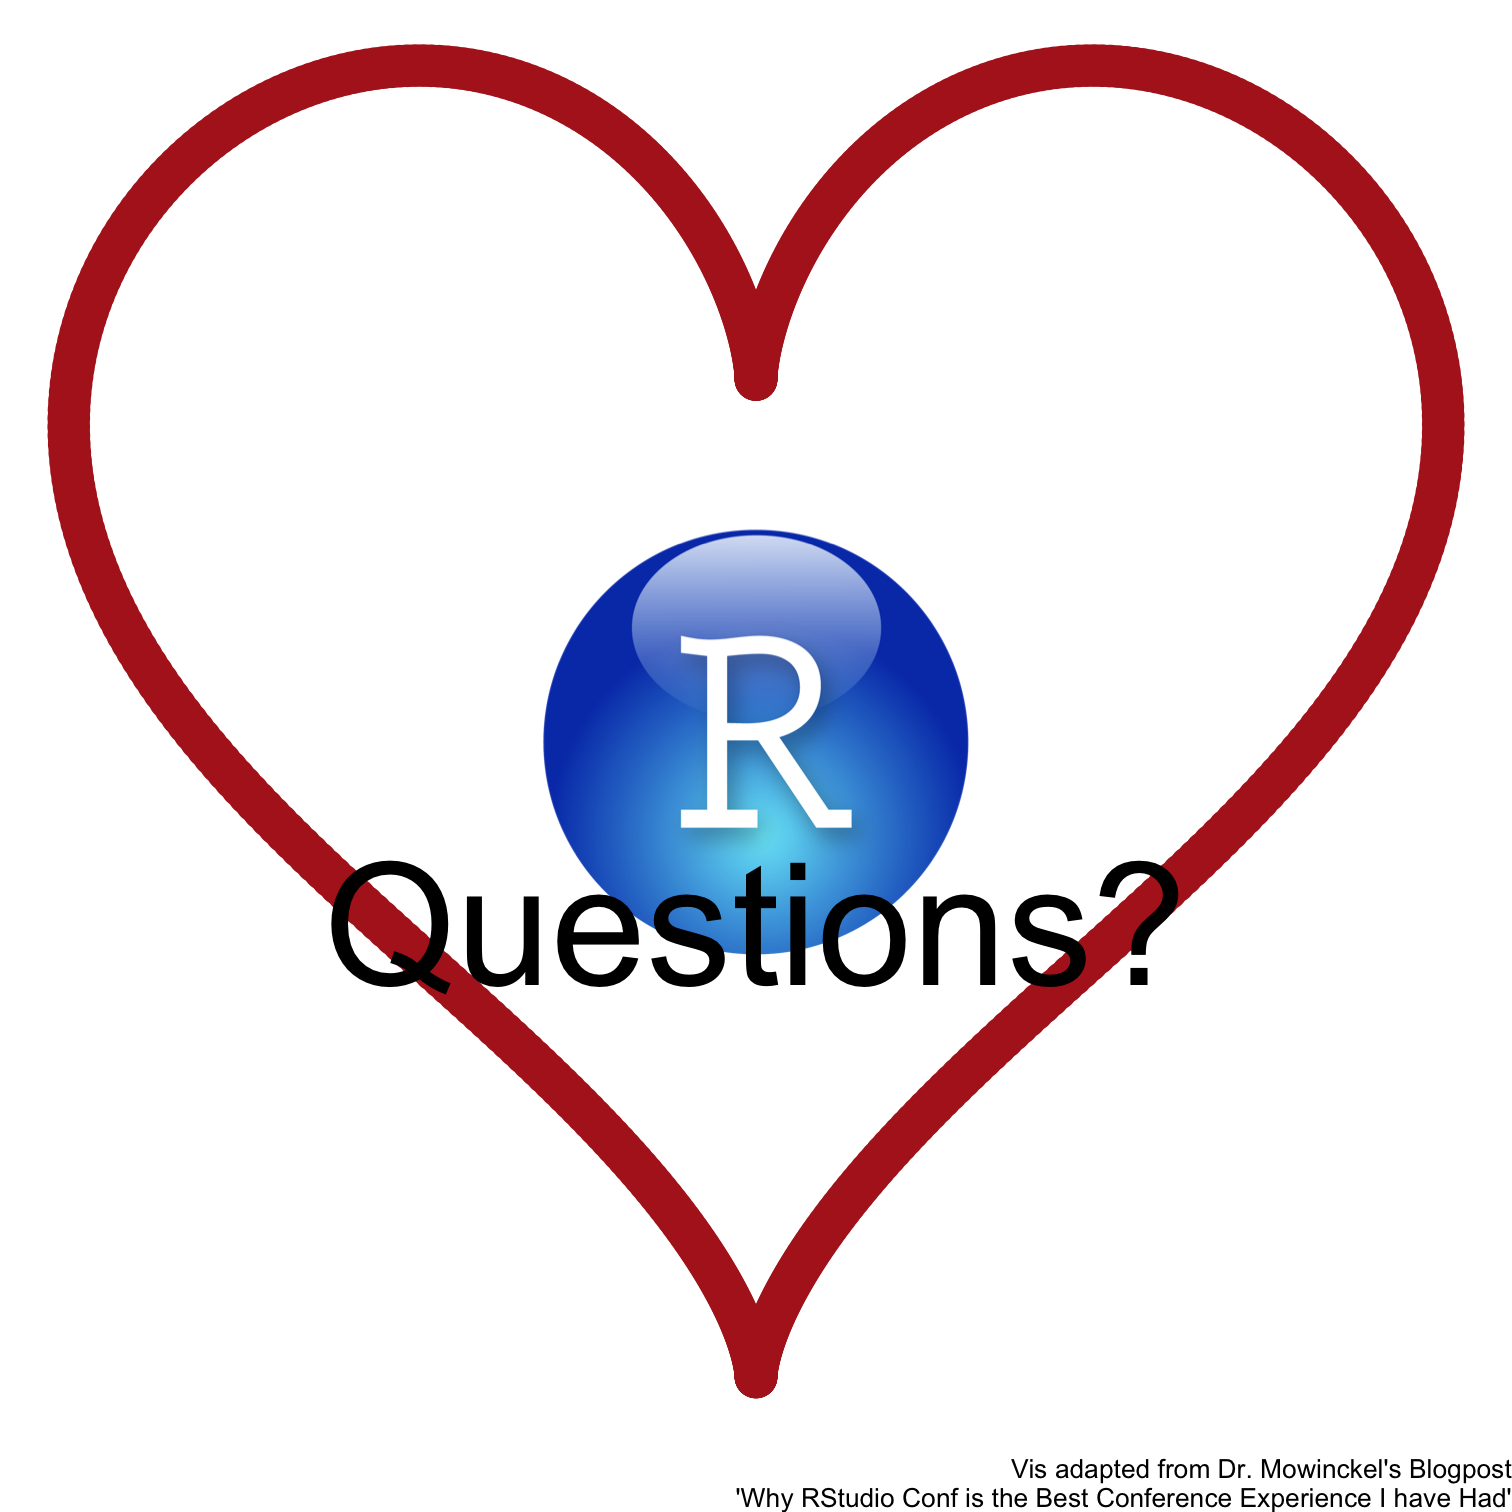 R
Questions?
Vis adapted from Dr. Mowinckel's Blogpost
'Why RStudio Conf is the Best Conference Experience I have Had'